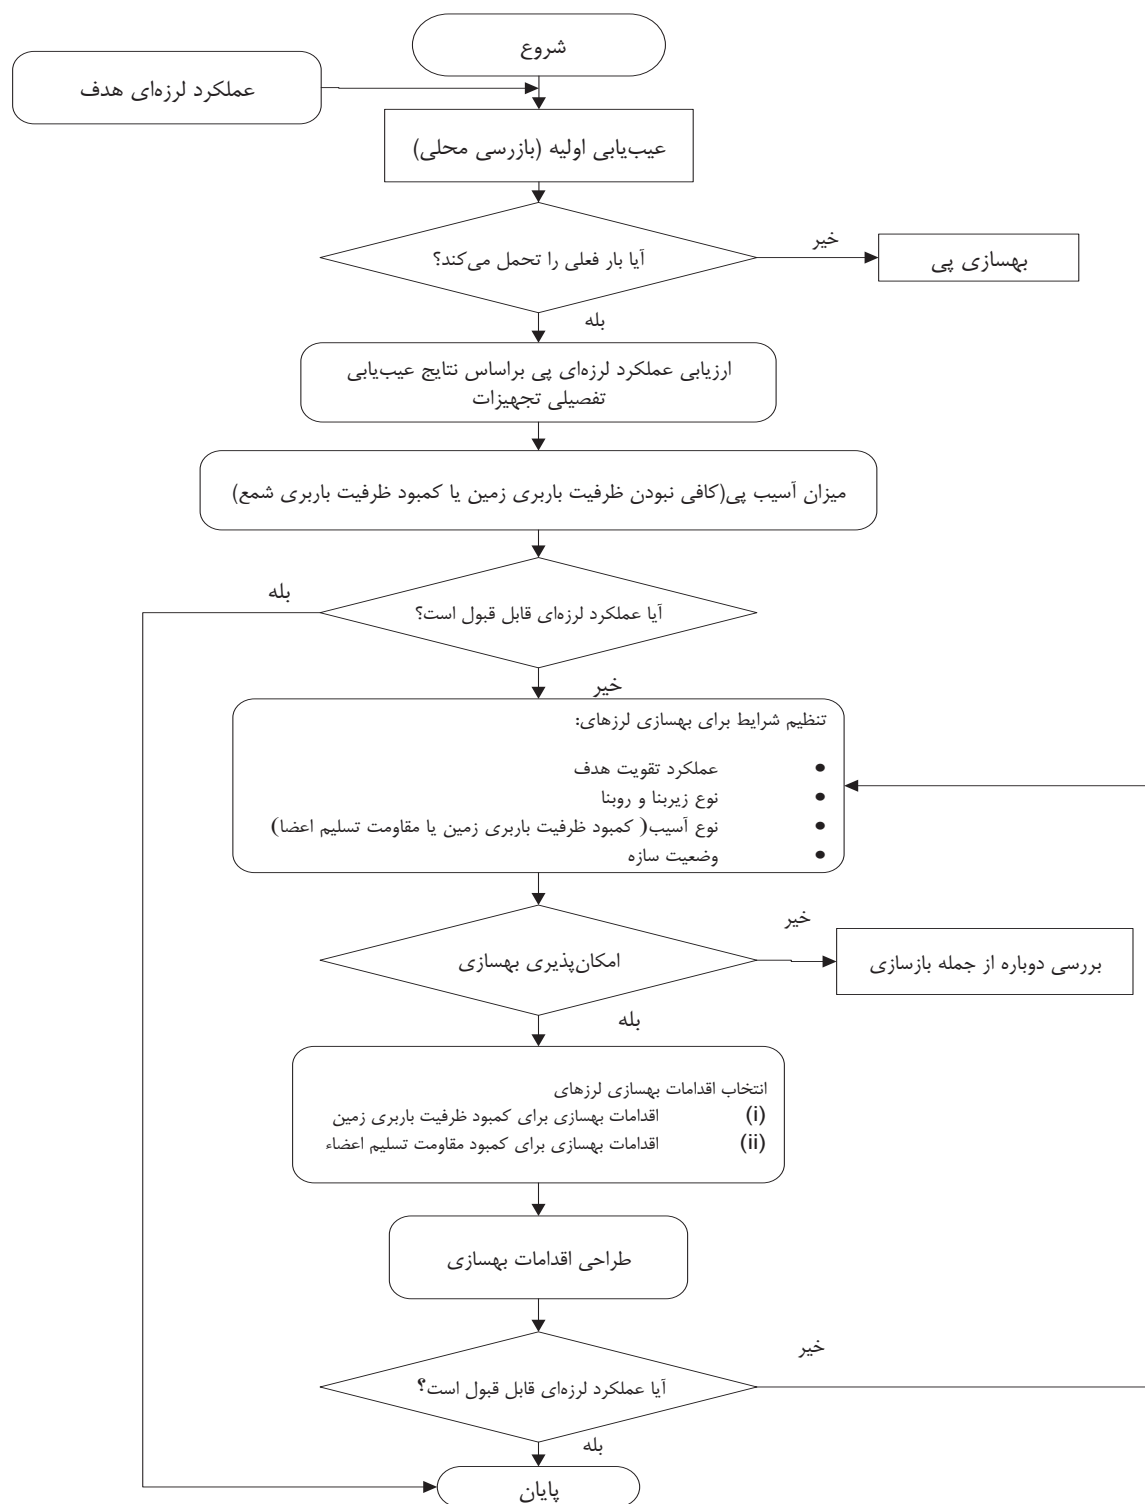 شروع
عملکرد لرزه‌ای هدف
عیب‌یابی اولیه (بازرسی محلی)
آیا بار فعلی را تحمل می‌کند؟
خیر
بهسازی پی
بله
ارزیابی عملکرد لرزه‌ای پی براساس نتایج عیب‌یابی
تفصیلی تجهیزات
میزان آسیب پی(کافی نبودن ظرفیت باربری زمین یا کمبود ظرفیت باربری شمع)
آیا عملکرد لرزه‌ای قابل قبول است؟
بله
خیر
تنظیم شرایط برای بهسازی لرزهای:
● عملکرد تقویت هدف
● نوع زیربنا و روبنا
● نوع آسیب( کمبود ظرفیت باربری زمین یا مقاومت تسلیم اعضا)
● وضعیت سازه
امکان‌پذیری بهسازی
خیر
بررسی دوباره از جمله بازسازی
بله
انتخاب اقدامات بهسازی لرزهای
(i) اقدامات بهسازی برای کمبود ظرفیت باربری زمین
(ii) اقدامات بهسازی برای کمبود مقاومت تسلیم اعضاء
طراحی اقدامات بهسازی
آیا عملکرد لرزه‌ای قابل قبول است؟
خیر
بله
پایان